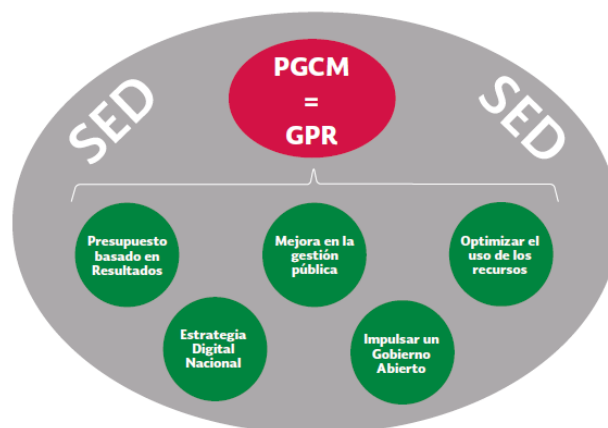 SED
PGCM
=
GPR
SED
Presupuesto
basado en
Resultados
Mejora en la
gestión
pública
Optimizar el
uso de los
recursos
Estrategia
Digital
Nacional
Impulsar un
Gobierno
Abierto